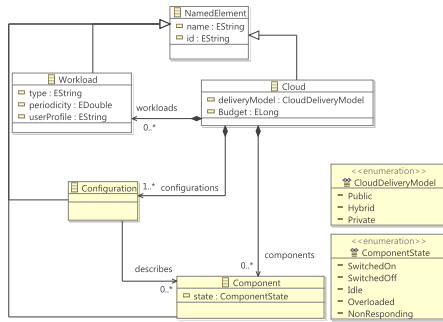 NamedElement
name : EString
id : EString
Workload
type : EString
periodicity : EDouble
userProfile : EString
Cloud
deliveryModel : CloudDeliveryModel
Budget : ELong
workloads
0..*
Configuration
1..* configurations
<<enumeration>>
CloudDeliveryModel
Public
Hybrid
Private
<<enumeration>>
ComponentState
SwitchedOn
SwitchedOff
Idle
Overloaded
NonResponding
components
0..*
describes
0..*
Component
state : ComponentState